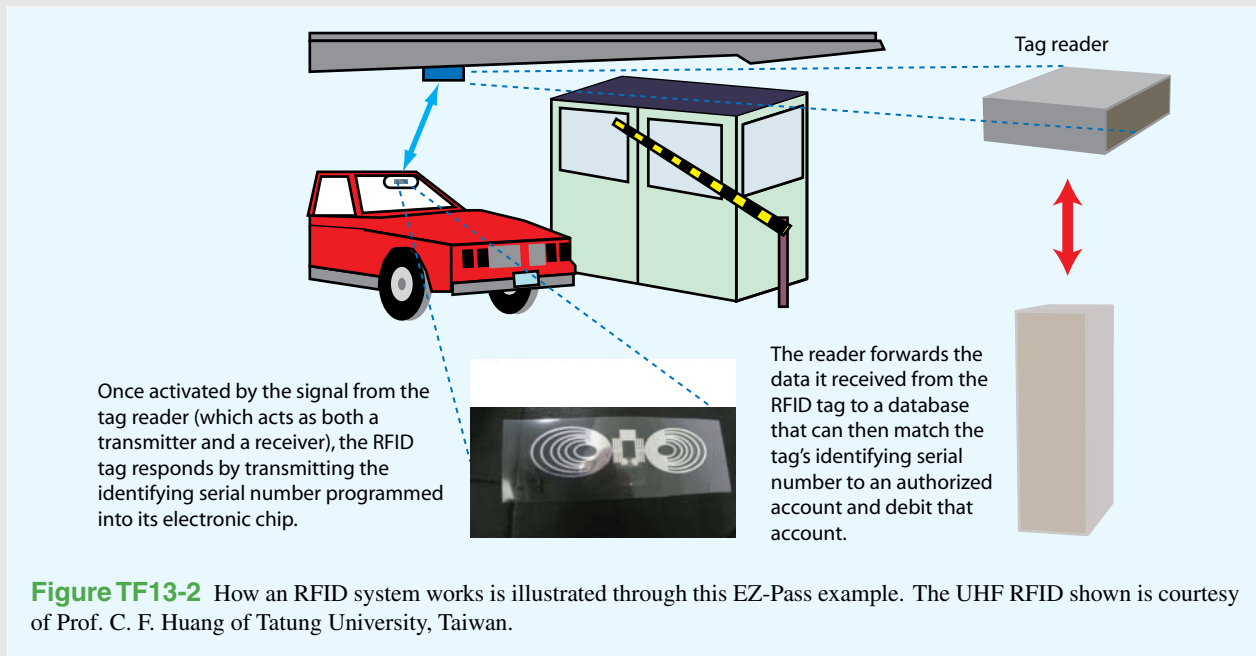 Tag reader
Once activated by the signal from the
tag reader (which acts as both a
transmitter and a receiver), the RFID
tag responds by transmitting the
identifying serial number programmed
into its electronic chip.
The reader forwards the
data it received from the
RFID tag to a database
that can then match the
tag's identifying serial
number to an authorized
account and debit that
account.
Figure TF13-2 How an RFID system works is illustrated through this EZ-Pass example. The UHF RFID shown is courtesy
of Prof. C. F. Huang of Tatung University, Taiwan.